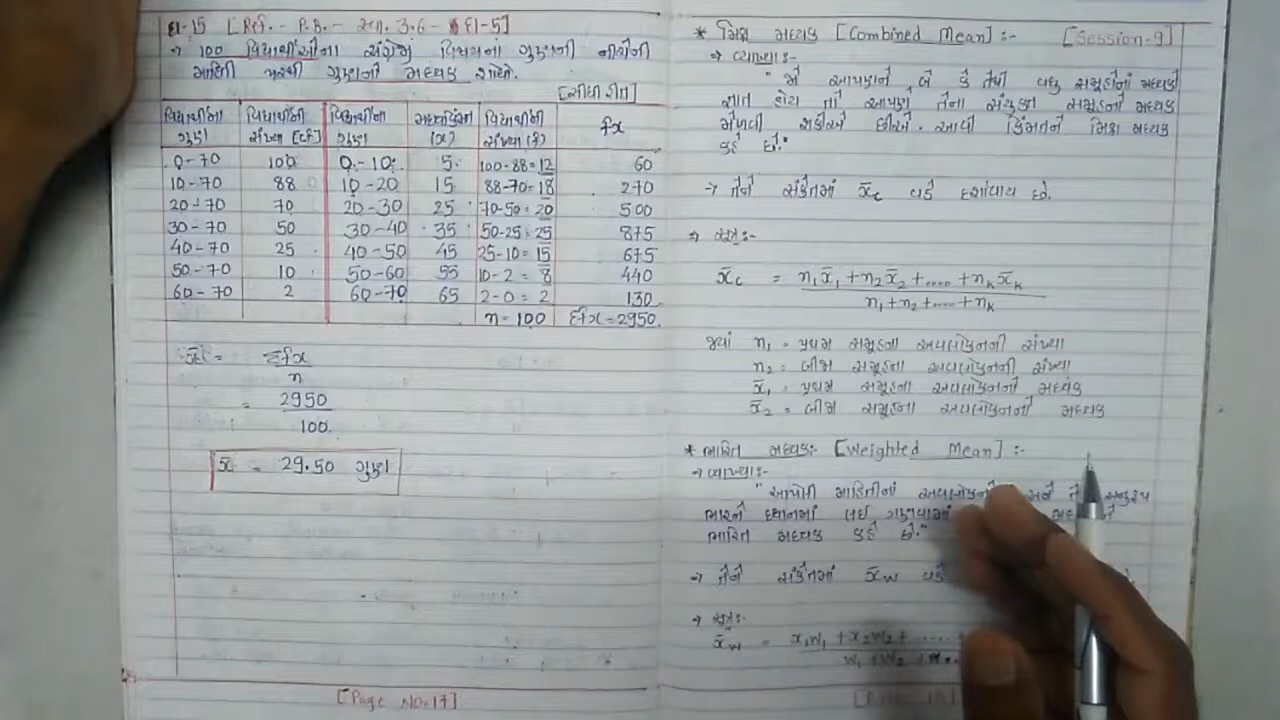 દા-15 [Ref.- P.B.- સ્વા. 3.6- દા-5]
→ 100 વિદ્યાર્થીઓના અંગ્રેજી વિષયનાં ગુણની નીચેની
માહિતી પરથી ગુણનો મધ્યક શોધો.
[સીધી રીત]
વિદ્યાર્થીના ગુણ વિદ્યાર્થીની સંખ્યા [cf] વિદ્યાર્થીના ગુણ મધ્યકિંમત (x) વિદ્યાર્થીની સંખ્યા (f) fx
0-70 100 0-10 5 100-88=12 60
10-70 88 10-20 15 88-70=18 270
20-70 70 20-30 25 70-50=20 500
30-70 50 30-40 35 50-25=25 875
40-70 25 40-50 45 25-10=15 675
50-70 10 50-60 55 10-2=8 440
60-70 2 60-70 65 2-0=2 130
n=100 Σfx=2950
x̄ = Σfx / n
= 2950 / 100
x̄ = 29.50 ગુણ
[Page No.17]
* મિશ્ર મધ્યક [Combined Mean] :- [Session-9]
→ વ્યાખ્યા:-
"જો આપણને બે કે તેથી વધુ સમૂહોનાં મધ્યકો
જ્ઞાત હોય તો આપણે તેના સંયુક્ત સમૂહનો મધ્યક
મેળવી શકીએ છીએ. આવી કિંમતને મિશ્ર મધ્યક
કહે છે."
→ તેને સંકેતમાં x̄c વડે દર્શાવાય છે.
→ સૂત્ર:-
x̄c = n₁x̄₁+n₂x̄₂+....+nₖx̄ₖ / n₁+n₂+....+nₖ
જ્યાં n₁ = પ્રથમ સમૂહના અવલોકનની સંખ્યા
n₂ = બીજા સમૂહના અવલોકનની સંખ્યા
x̄₁ = પ્રથમ સમૂહના અવલોકનનો મધ્યક
x̄₂ = બીજા સમૂહના અવલોકનનો મધ્યક
* ભારિત મધ્યક: [Weighted Mean] :-
→ વ્યાખ્યા:-
"આપેલી માહિતીનાં અને તેને અનુરૂપ
ભારને ધ્યાનમાં લઈ
ભારિત મધ્યક કહે છે."
→ તેને સંકેતમાં x̄w વડે
→ સૂત્ર:-
x̄w = x₁w₁+x₂w₂+..... / w₁+w₂+